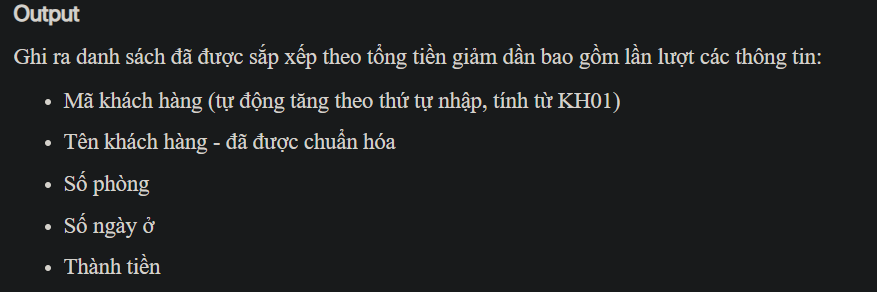 Output
Ghi ra danh sách đã được sắp xếp theo tổng tiền giảm dần bao gồm lần lượt các thông tin:
• Mã khách hàng (tự động tăng theo thứ tự nhập, tính từ KH01)
• Tên khách hàng - đã được chuẩn hóa
• Số phòng
• Số ngày ở
• Thành tiền